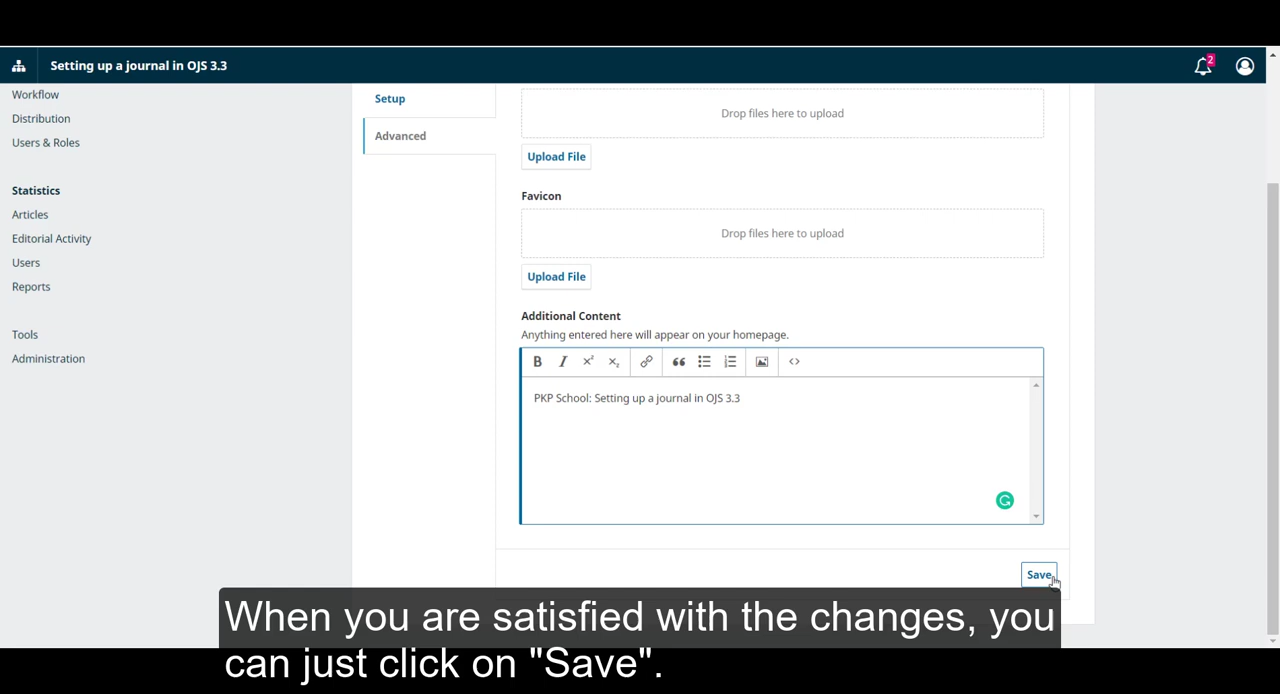 Setting up a journal in OJS 3.3
2
Workflow
Distribution
Users & Roles
Statistics
Articles
Editorial Activity
Users
Reports
Tools
Administration
Setup
Advanced
Drop files here to upload
Upload File
Favicon
Drop files here to upload
Upload File
Additional Content
Anything entered here will appear on your homepage.
PKP School: Setting up a journal in OJS 3.3
Save
When you are satisfied with the changes, you
can just click on "Save".